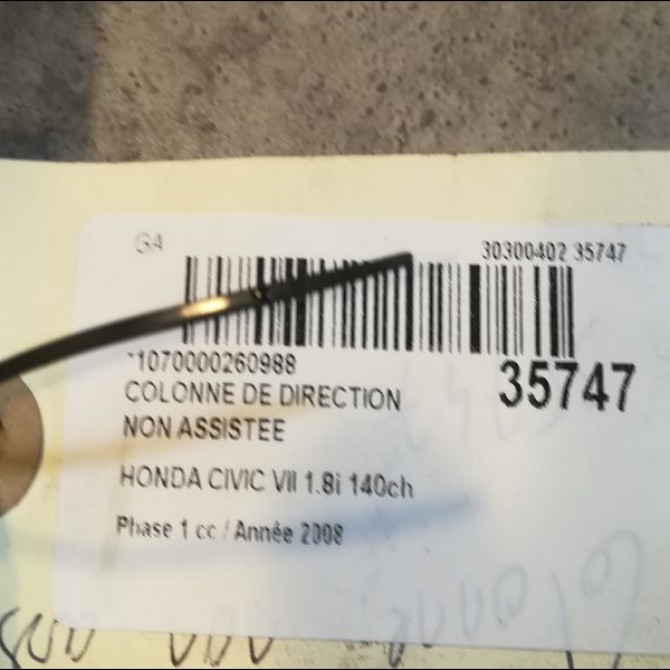 GA
30300402 35747
*1070000260988
35747
COLONNE DE DIRECTION
NON ASSISTEE
HONDA CIVIC VII 1.8i 140ch
Phase 1 cc / Année 2008